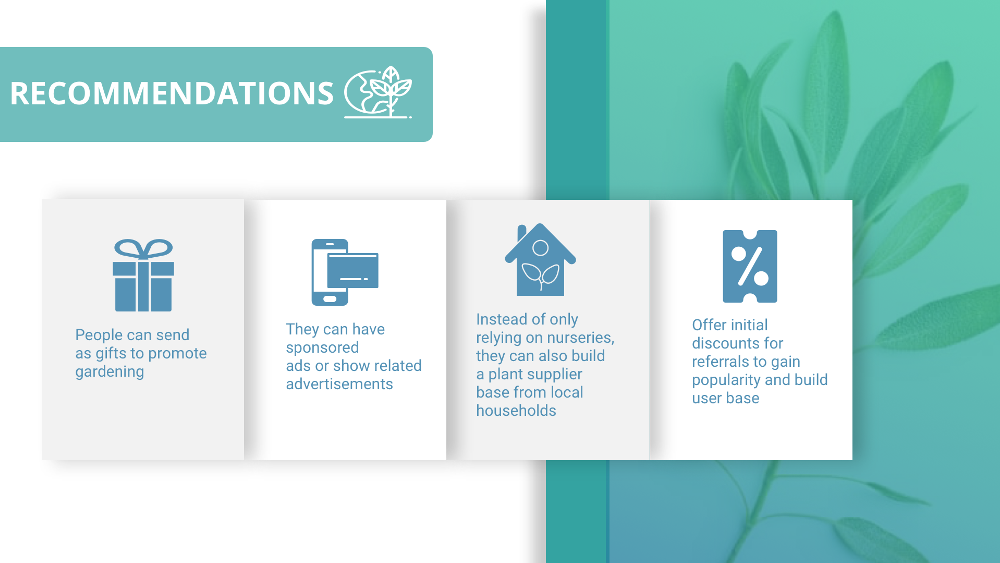 RECOMMENDATIONS
People can send
as gifts to promote
gardening
They can have
sponsored
ads or show related
advertisements
Instead of only
relying on nurseries,
they can also build
a plant supplier
base from local
households
%
Offer initial
discounts for
referrals to gain
popularity and build
user base